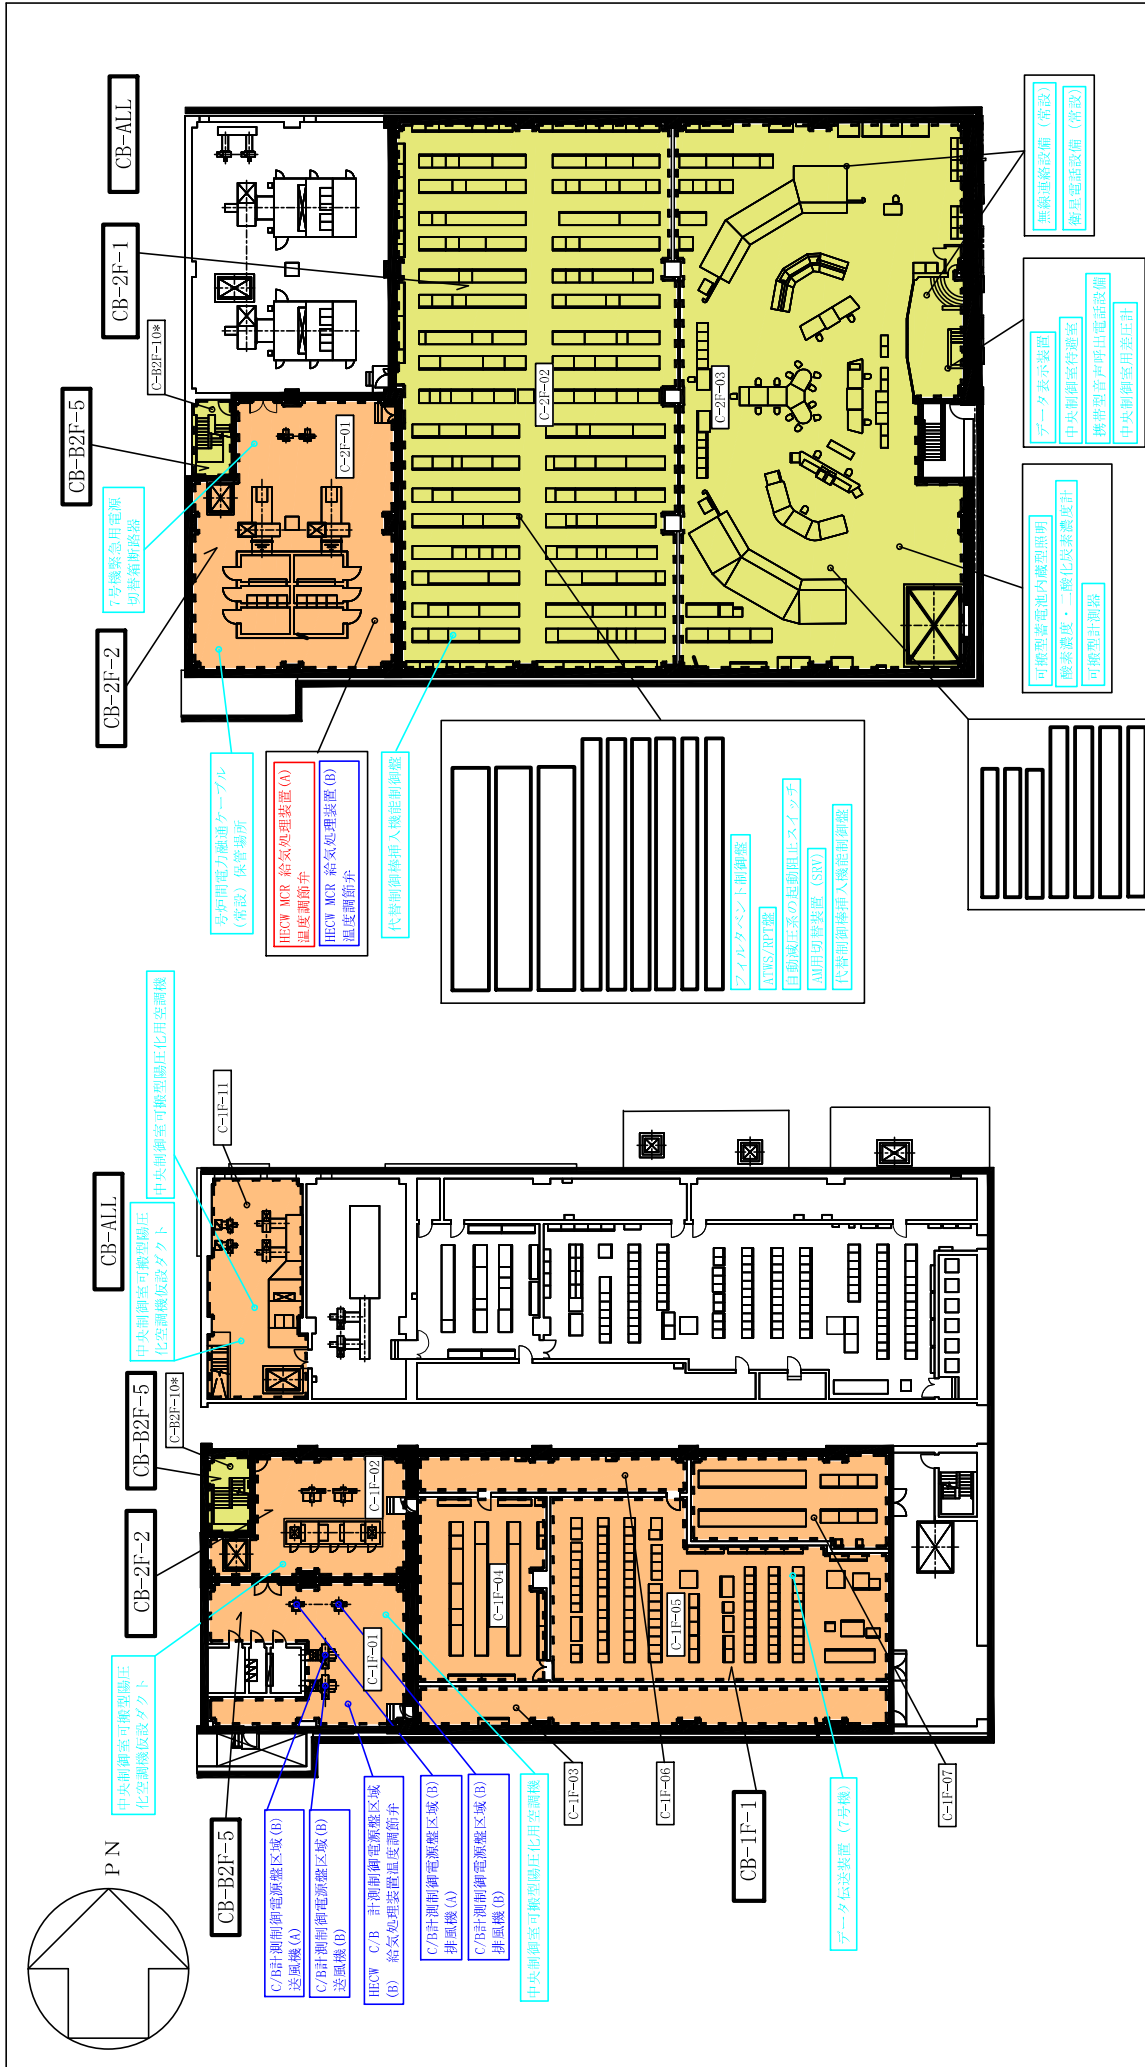 PN
CB-B2F-5
CB-2F-2
CB-B2F-5
C-B2F-10*
CB-ALL
C-1F-11
中央制御室可搬型陽圧
化空調機仮設ダクト
中央制御室可搬型陽圧
化空調機仮設ダクト
中央制御室可搬型陽圧化用空調機
C-1F-01
C-1F-02
C-1F-03
C-1F-04
C-1F-05
C-1F-06
C-1F-07
CB-1F-1
C/B計測制御電源盤区域(B)
送風機(A)
C/B計測制御電源盤区域(B)
送風機(B)
HECW C/B 計測制御電源盤区域
(B) 給気処理装置温度調節弁
C/B計測制御電源盤区域(B)
排風機(A)
C/B計測制御電源盤区域(B)
排風機(B)
中央制御室可搬型陽圧化用空調機
データ伝送装置 (7号機)
CB-2F-2
CB-B2F-5
C-B2F-10*
CB-2F-1
CB-ALL
7号機緊急用電源
切替箱断路器
号炉間電力融通ケーブル
(常設) 保管場所
HECW MCR 給気処理装置(A)
温度調節弁
HECW MCR 給気処理装置(B)
温度調節弁
代替制御棒挿入機能制御盤
C-2F-01
C-2F-02
C-2F-03
フィルタベント制御盤
ATWS/RPT盤
自動減圧系の起動阻止スイッチ
AM用切替装置 (SRV)
代替制御棒挿入機能制御盤
可搬型蓄電池内蔵型照明
酸素濃度・二酸化炭素濃度計
可搬型計測器
データ表示装置
中央制御室待避室
携帯型音声呼出電話設備
中央制御室用差圧計
無線連絡設備 (常設)
衛星電話設備 (常設)